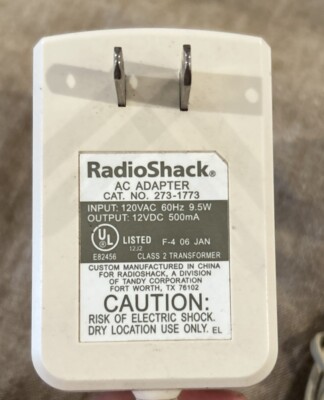 RadioShack®
AC ADAPTER
CAT. NO. 273-1773
INPUT: 120VAC 60Hz 9.5W
OUTPUT: 12VDC 500mA
UL ® LISTED F-4 06 JAN
12J2
E82456 CLASS 2 TRANSFORMER
CUSTOM MANUFACTURED IN CHINA
FOR RADIOSHACK, A DIVISION
OF TANDY CORPORATION
FORT WORTH, TX 76102
CAUTION:
RISK OF ELECTRIC SHOCK.
DRY LOCATION USE ONLY. EL